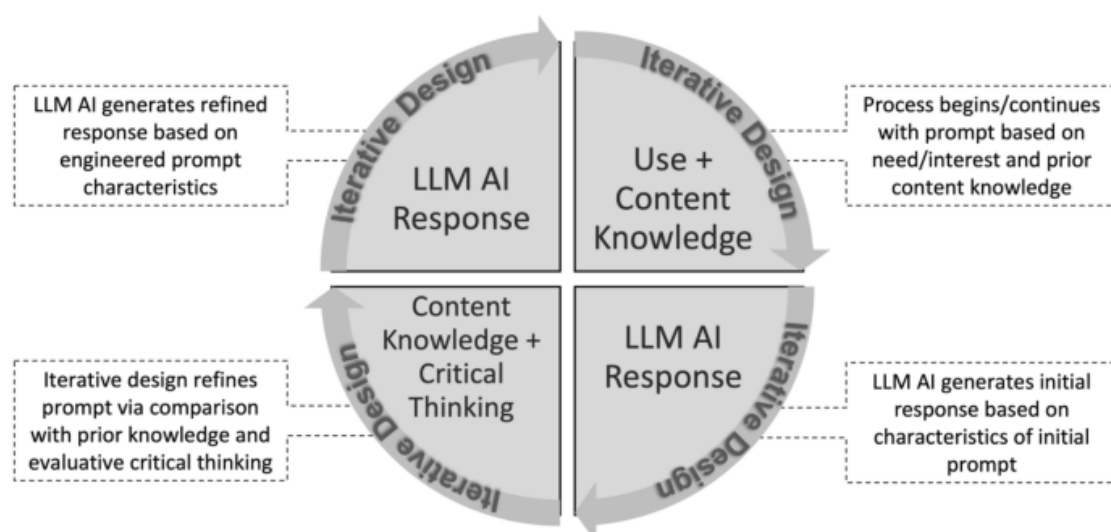 LLM AI generates refined
response based on
engineered prompt
characteristics
Iterative Design
LLM AI
Response
Iterative Design
Use +
Content
Knowledge
Process begins/continues
with prompt based on
need/interest and prior
content knowledge
Iterative design refines
prompt via comparison
with prior knowledge and
evaluative critical thinking
Iterative Design
Content
Knowledge +
Critical
Thinking
LLM AI
Response
Iterative Design
LLM AI generates initial
response based on
characteristics of initial
prompt